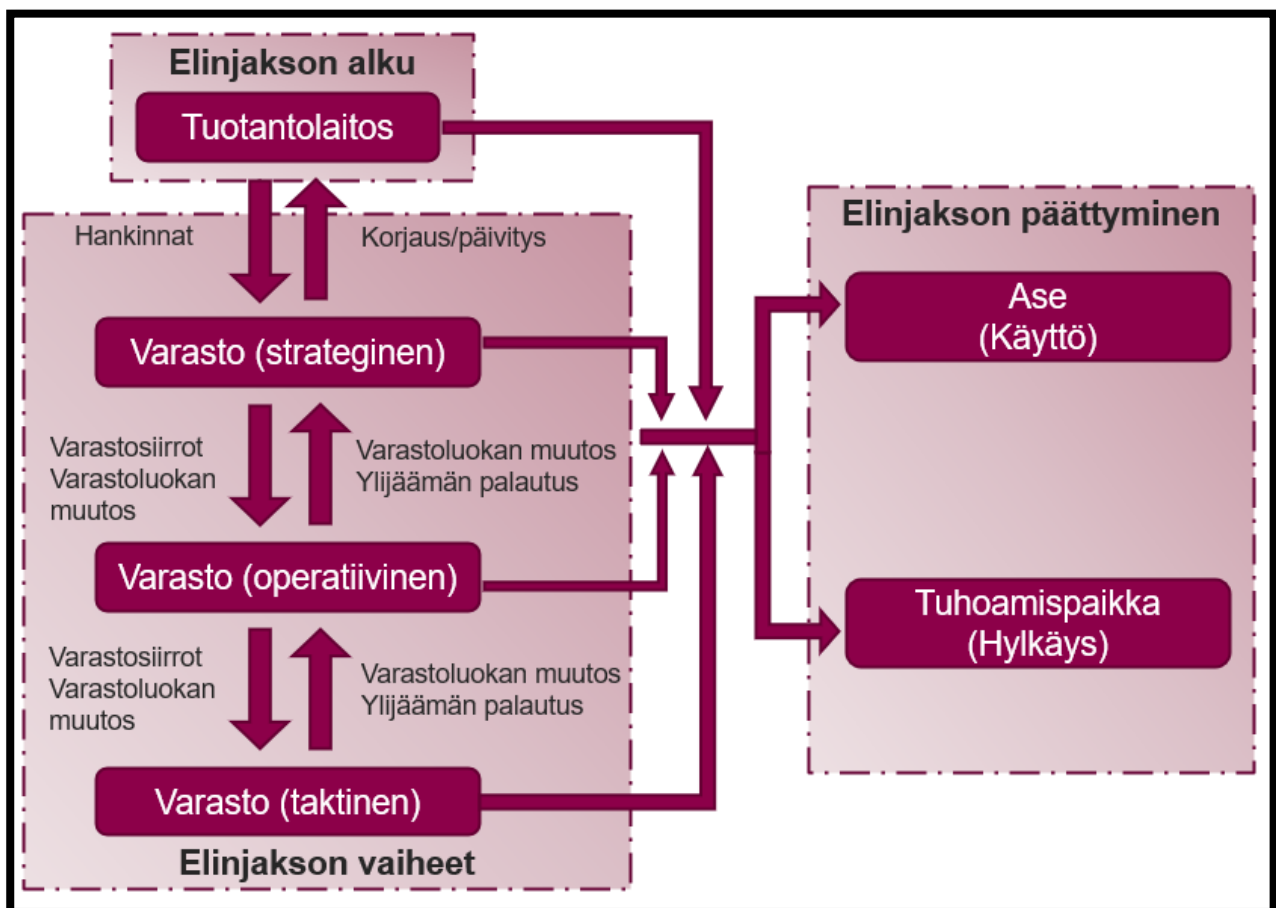 Elinjakson alku
Tuotantolaitos
Hankinnat
Korjaus/päivitys
Varasto (strateginen)
Varastosiirrot
Varastoluokan
muutos
Varastoluokan muutos
Ylijäämän palautus
Varasto (operatiivinen)
Varastosiirrot
Varastoluokan
muutos
Varastoluokan muutos
Ylijäämän palautus
Varasto (taktinen)
Elinjakson vaiheet
Elinjakson päättyminen
Ase
(Käyttö)
Tuhoamispaikka
(Hylkäys)